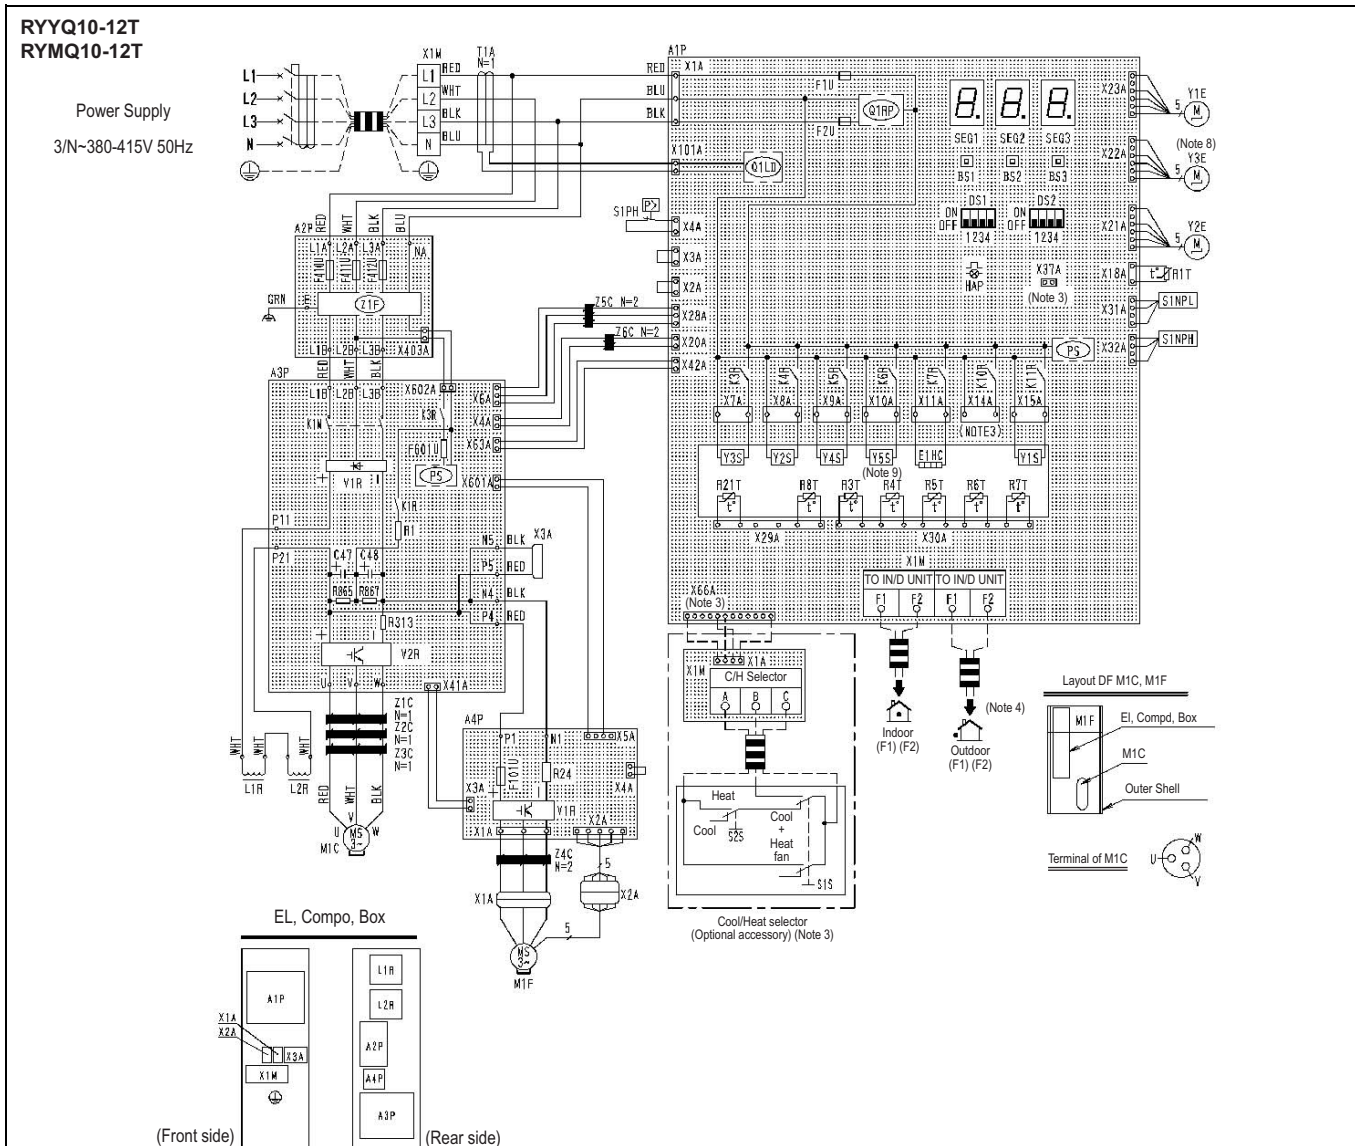 RYYQ10-12T
RYMQ10-12T
Power Supply
3/N~380-415V 50Hz
L1
L2
L3
N
X1M
L1 RED
L2 WHT
L3 BLK
N BLU
T1A
N=1
A1P
RED X1A
BLU
BLK
X101A
F1U
F2U
Q1RP
Q1LD
SEG1 SEG2 SEG3
BS1 BS2 BS3
DS1 DS2
ON
OFF
1234
ON
OFF
1234
HAP
X37A
(Note 3)
X23A
5
Y1E
M
(Note 8)
X22A
5
Y3E
M
X21A
5
Y2E
M
X18A
t°
R1T
X31A
S1NPL
X32A
S1NPH
PS
S1PH
P>
X4A
X3A
X2A
Z5C N=2
X28A
Z6C N=2
X20A
X42A
RED WHT BLK BLU
A2P
L1A L2A L3A NA
F410U F411U F412U
GRN
E
Z1F
L1B L2B L3B X403A
RED WHT BLK
A3P
L1B L2B L3B X602A
X6A
X4A
X63A
K1M
K3R
F601U
PS
X601A
V1R
K1R
R1
P11
P21
C47 C48
R865 R867
R313
V2R
N5 BLK
X3A
P5 RED
N4 BLK
P4 RED
U V W
X41A
Z1C
N=1
Z2C
N=1
Z3C
N=1
WHT WHT WHT
L1R L2R
RED WHT BLK
U V W
MS
3~
M1C
A4P
P1 N1
X5A
F101U
R24
X3A
X4A
V1R
X1A
X2A
Z4C
N=2
5
X1A
X2A
5
MS
3~
M1F
K3R K4R K5R K6R K7R K10R K11R
X7A X8A X9A X10A X11A X14A X15A
(NOTE3)
Y3S Y2S Y4S Y5S E1HC Y1S
(Note 9)
R21T R8T R3T R4T R5T R6T R7T
t° t° t° t° t° t° t°
X29A X30A
X1M
TO IN/D UNIT TO IN/D UNIT
F1 F2 F1 F2
X66A
(Note 3)
X1M X1A
C/H Selector
A B C
Heat
Cool
S2S
Cool
+
Heat
fan
S1S
Cool/Heat selector
(Optional accessory) (Note 3)
Indoor
(F1) (F2)
(Note 4)
Outdoor
(F1) (F2)
Layout DF M1C, M1F
M1F
El, Compd, Box
M1C
Outer Shell
Terminal of M1C
U W V
EL, Compo, Box
A1P
X1A
X2A
X3A
X1M
(Front side)
L1R
L2R
A2P
A4P
A3P
(Rear side)